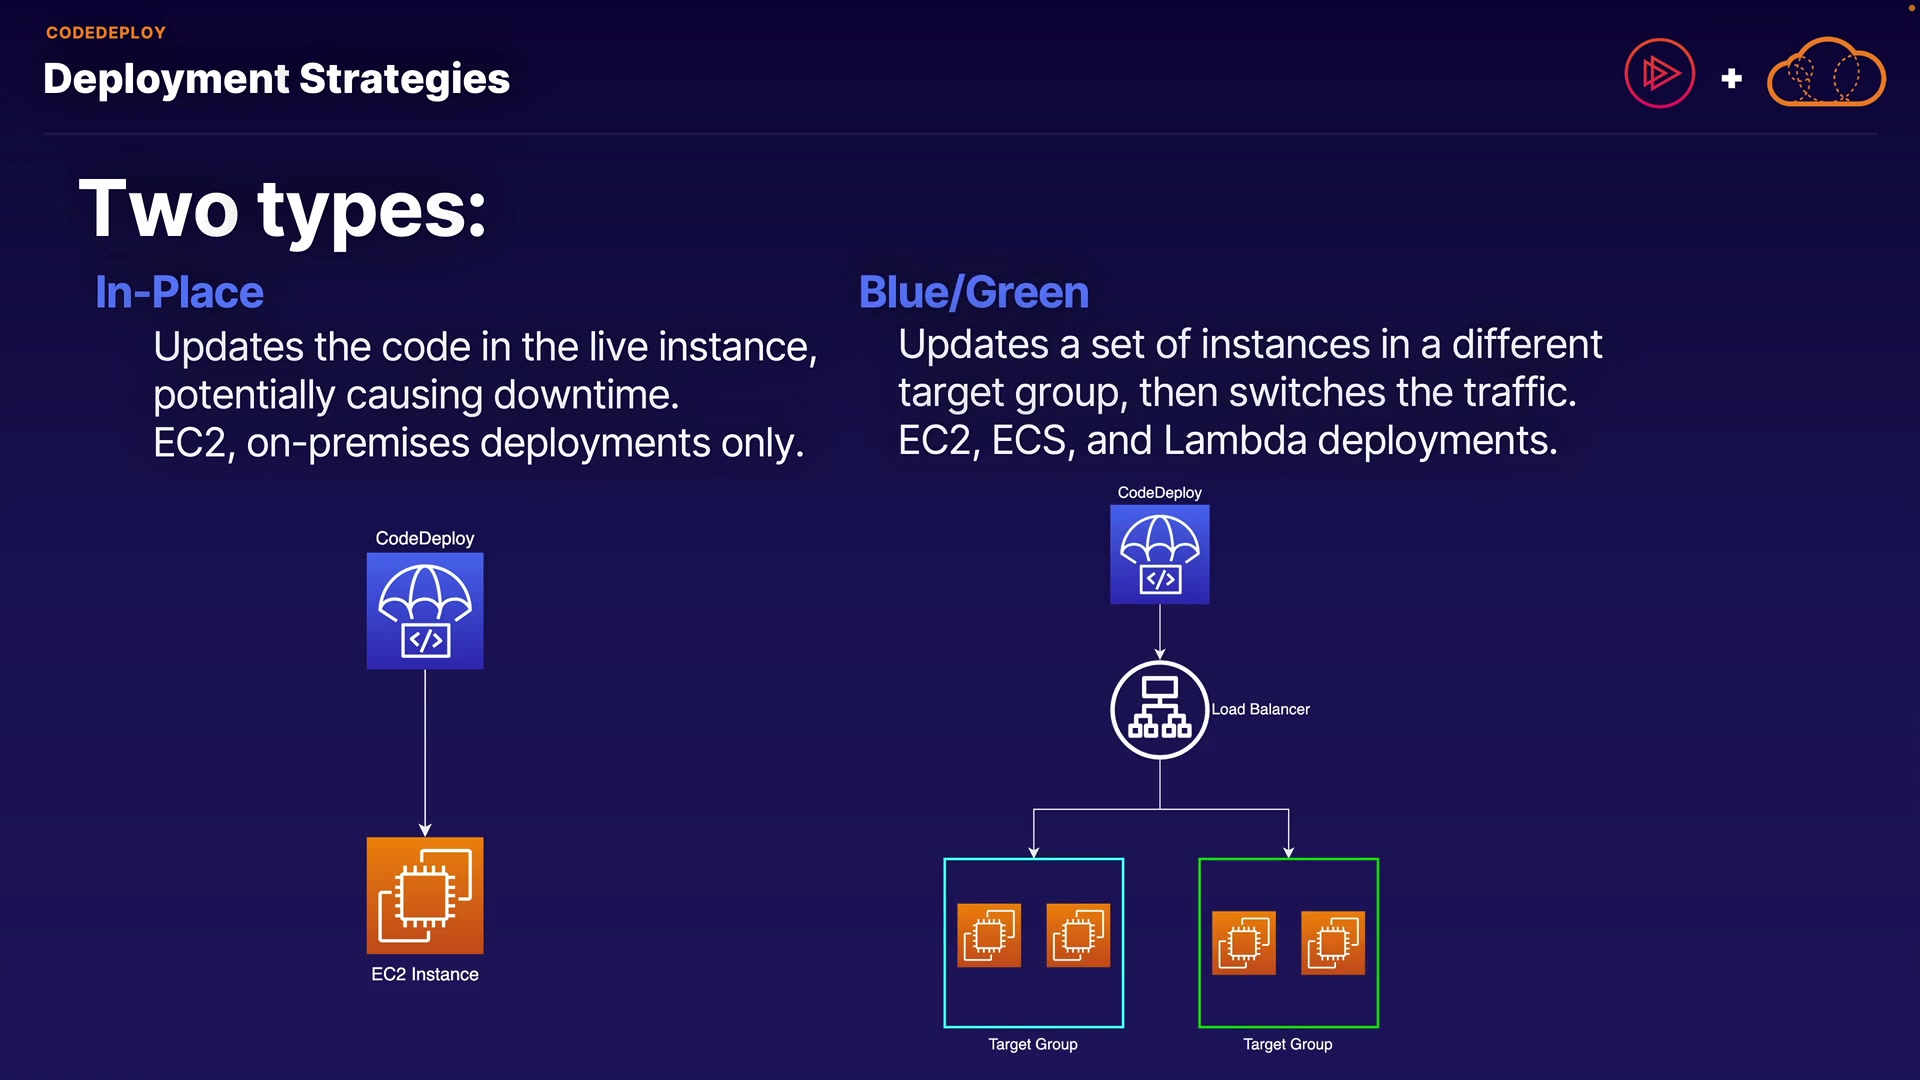 CODEDEPLOY
Deployment Strategies
+
Two types:
In-Place
Updates the code in the live instance,
potentially causing downtime.
EC2, on-premises deployments only.
Blue/Green
Updates a set of instances in a different
target group, then switches the traffic.
EC2, ECS, and Lambda deployments.
CodeDeploy
</>
EC2 Instance
CodeDeploy
</>
Load Balancer
Target Group
Target Group